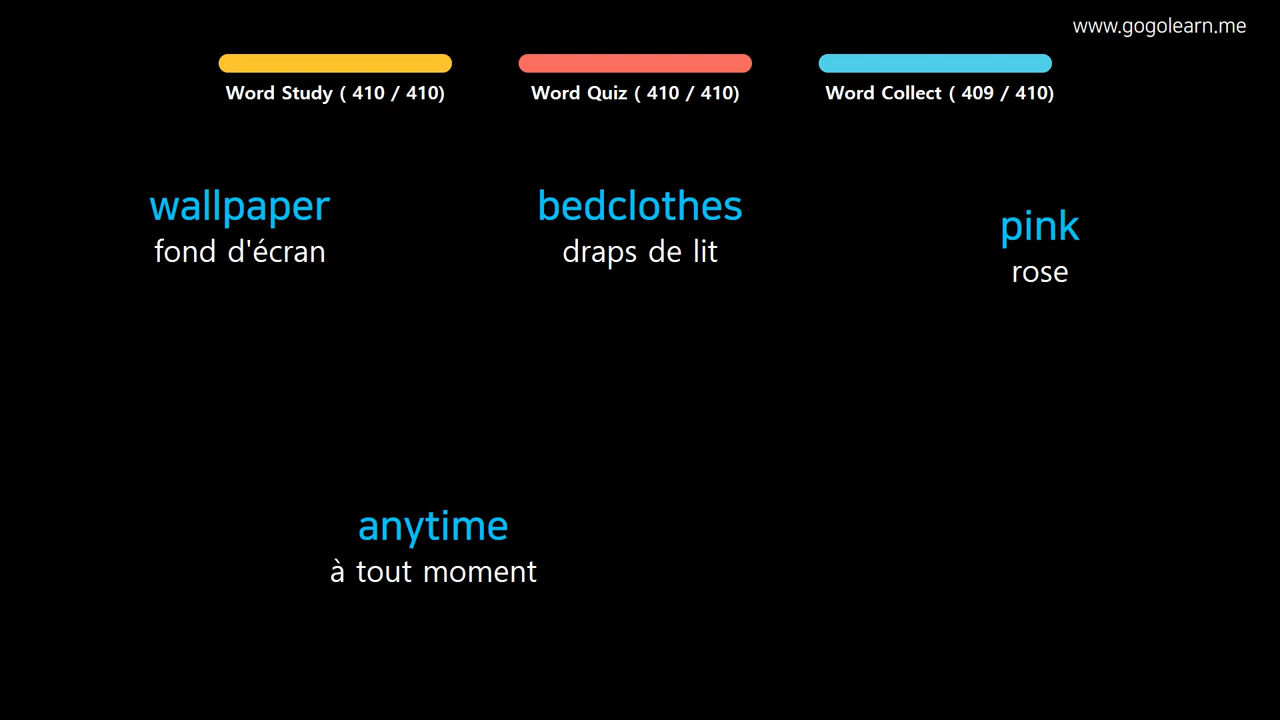 www.gogolearn.me
Word Study ( 410 / 410)
Word Quiz ( 410 / 410)
Word Collect ( 409 / 410)
wallpaper
fond d'écran
bedclothes
draps de lit
pink
rose
anytime
à tout moment